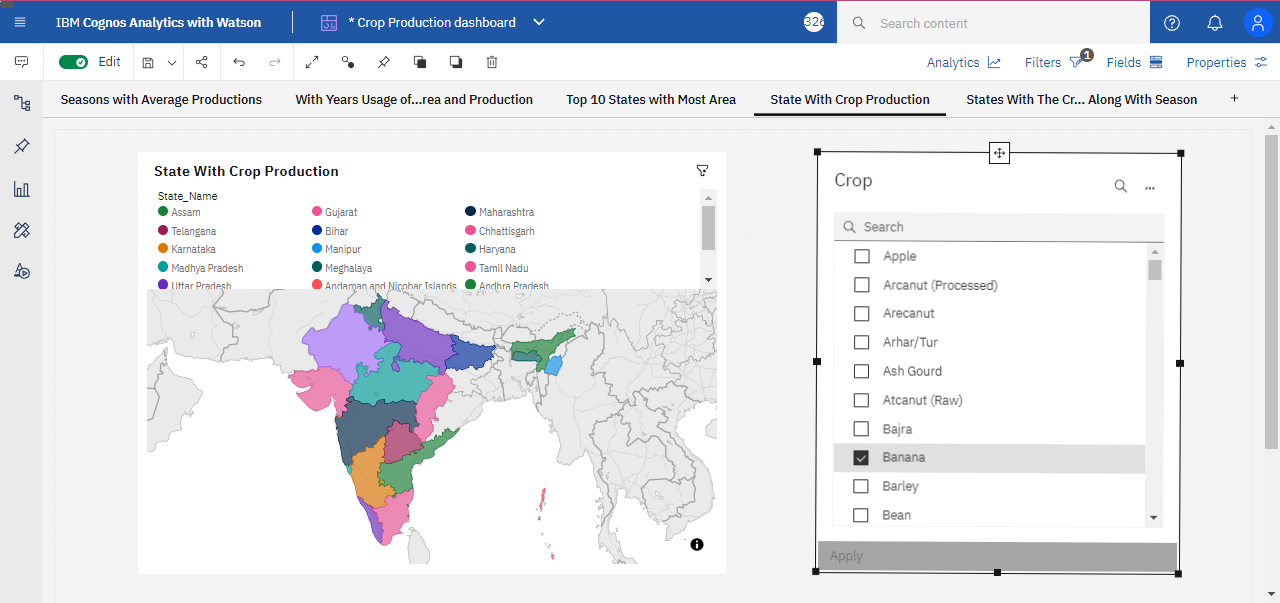 IBM Cognos Analytics with Watson
* Crop Production dashboard
326
Search content
Edit
Analytics
Filters
1
Fields
Properties
Seasons with Average Productions
With Years Usage of...rea and Production
Top 10 States with Most Area
State With Crop Production
States With The Cr... Along With Season
State With Crop Production
State_Name
Assam
Gujarat
Maharashtra
Telangana
Bihar
Chhattisgarh
Karnataka
Manipur
Haryana
Madhya Pradesh
Meghalaya
Tamil Nadu
Uttar Pradesh
Andaman and Nicobar Islands
Andhra Pradesh
Crop
Search
Apple
Arcanut (Processed)
Arecanut
Arhar/Tur
Ash Gourd
Atcanut (Raw)
Bajra
Banana
Barley
Bean
Apply